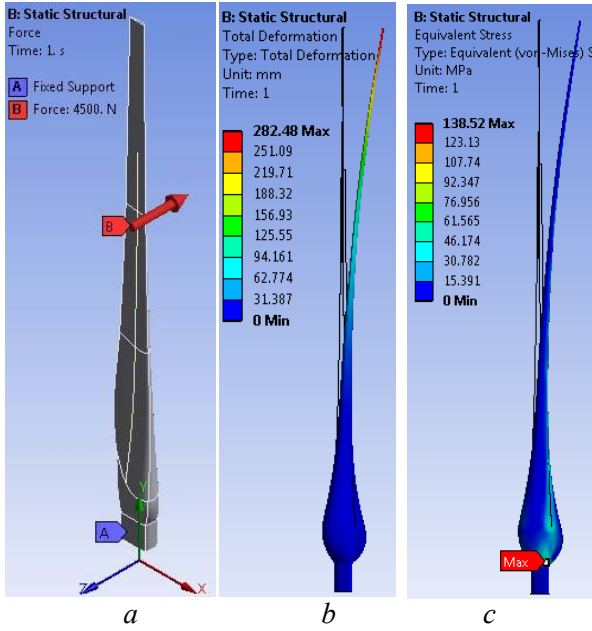 B: Static Structural
Force
Time: 1. s
A Fixed Support
B Force: 4500. N
B
A
Y
Z
X
a
B: Static Structural
Total Deformation
Type: Total Deformation
Unit: mm
Time: 1
282.48 Max
251.09
219.71
188.32
156.93
125.55
94.161
62.774
31.387
0 Min
b
B: Static Structural
Equivalent Stress
Type: Equivalent (von-Mises) S
Unit: MPa
Time: 1
138.52 Max
123.13
107.74
92.347
76.956
61.565
46.174
30.782
15.391
0 Min
Max
c